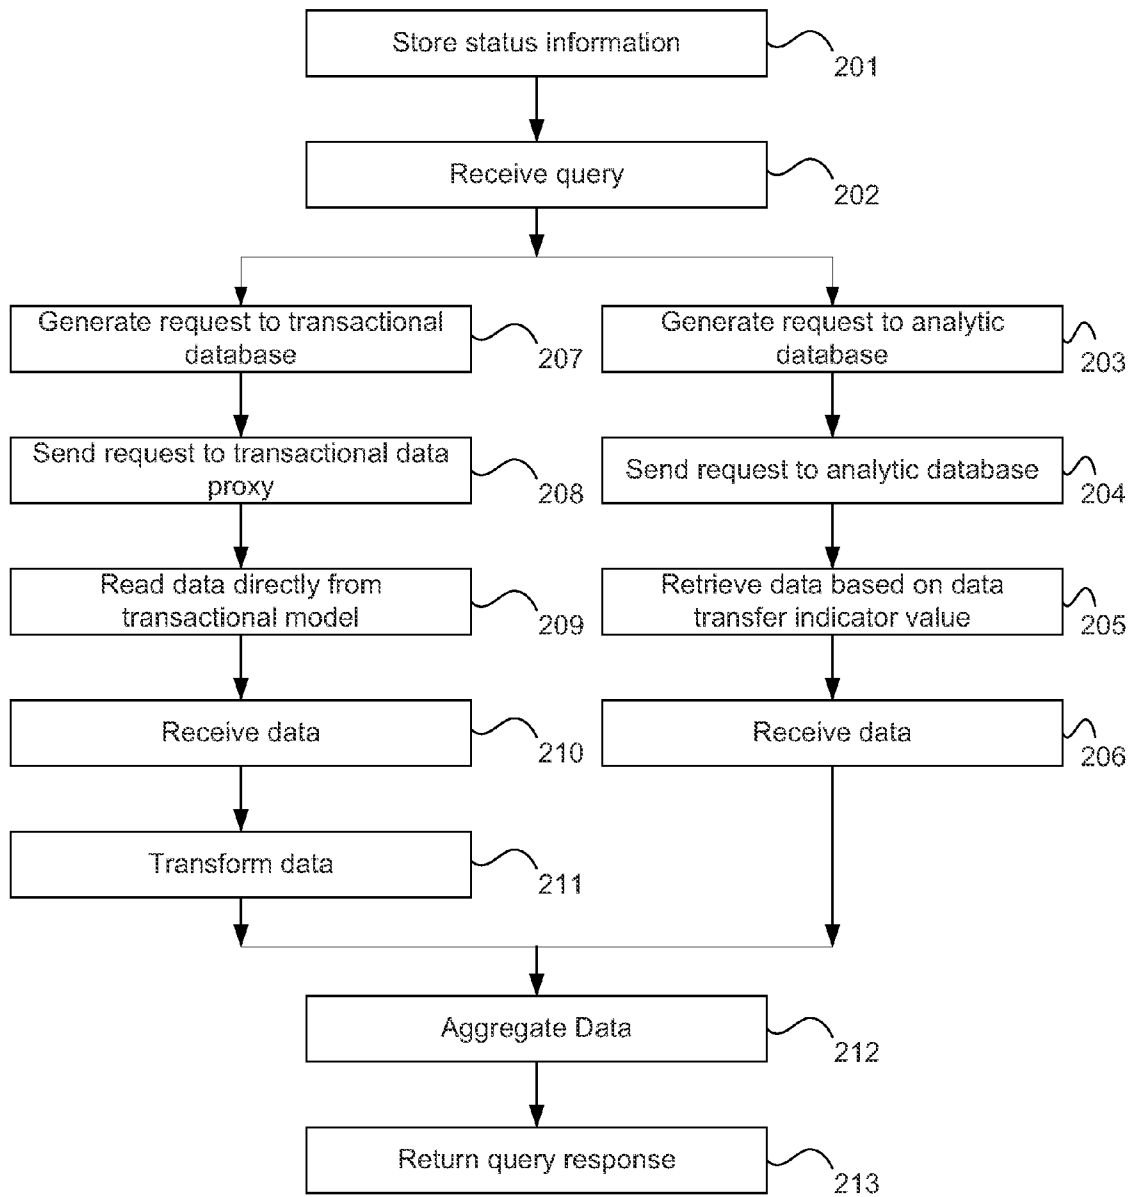 Store status information
201
Receive query
202
Generate request to transactional
database
207
Generate request to analytic
database
203
Send request to transactional data
proxy
208
Send request to analytic database
204
Read data directly from
transactional model
209
Retrieve data based on data
transfer indicator value
205
Receive data
210
Receive data
206
Transform data
211
Aggregate Data
212
Return query response
213